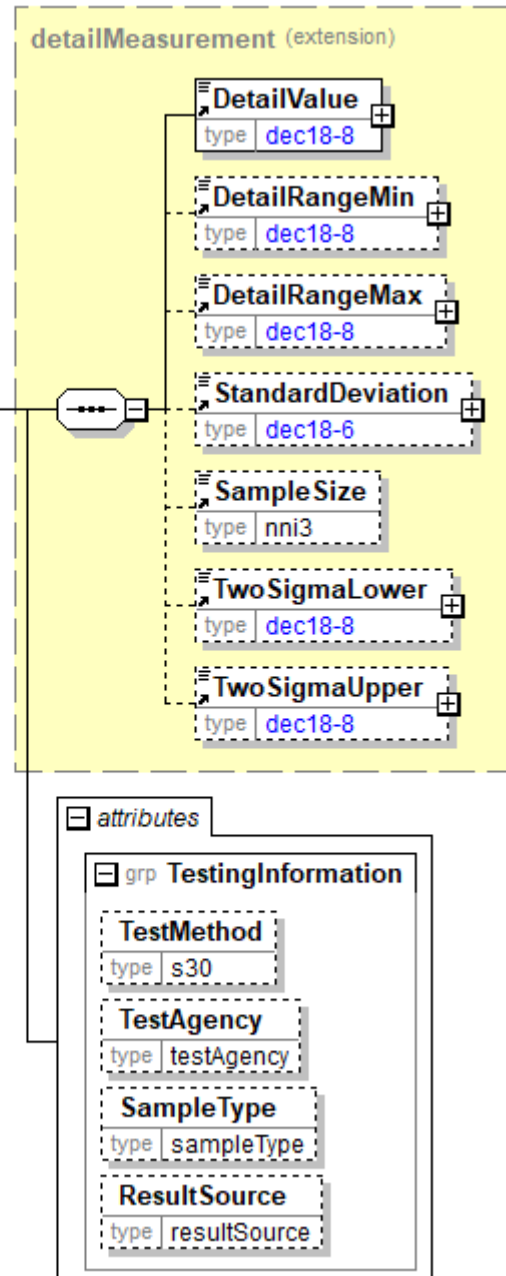 detailMeasurement (extension)
DetailValue
type dec18-8
DetailRangeMin
type dec18-8
DetailRangeMax
type dec18-8
StandardDeviation
type dec18-6
SampleSize
type nni3
TwoSigmaLower
type dec18-8
TwoSigmaUpper
type dec18-8
attributes
grp TestingInformation
TestMethod
type s30
TestAgency
type testAgency
SampleType
type sampleType
ResultSource
type resultSource